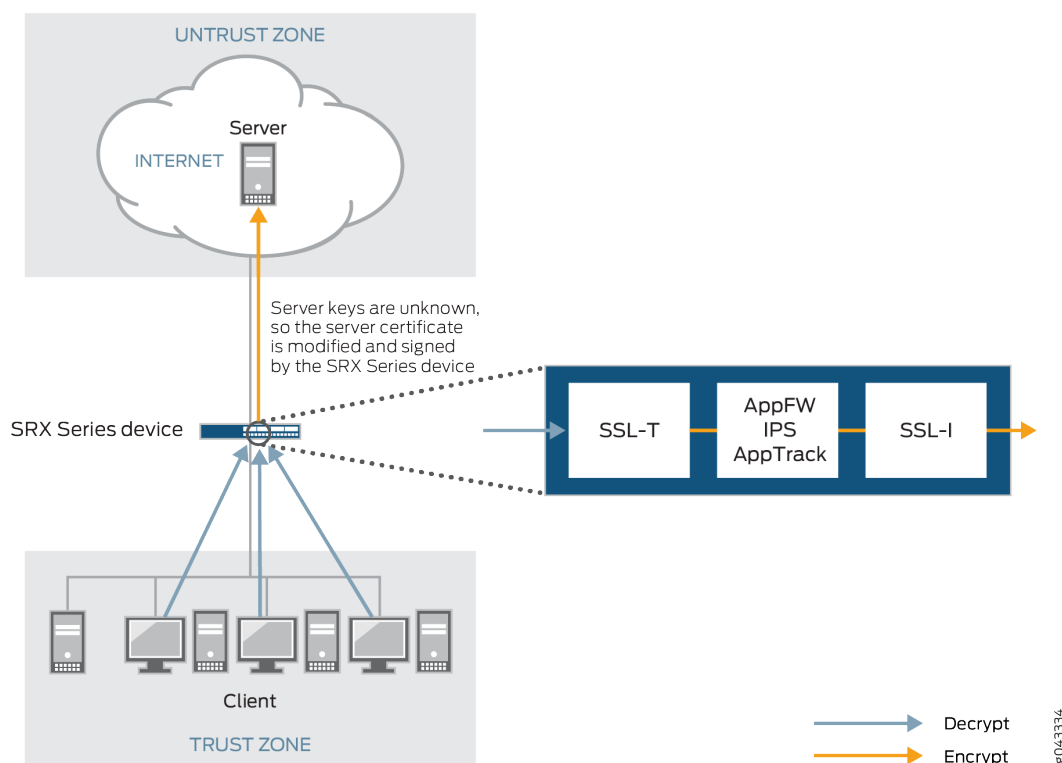 UNTRUST ZONE
Server
INTERNET
Server keys are unknown,
so the server certificate
is modified and signed
by the SRX Series device
SRX Series device
SSL-T
AppFW
IPS
AppTrack
SSL-I
Client
TRUST ZONE
Decrypt
Encrypt
g043334